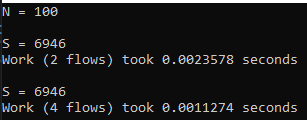 N = 100
S = 6946
Work (2 flows) took 0.0023578 seconds
S = 6946
Work (4 flows) took 0.0011274 seconds